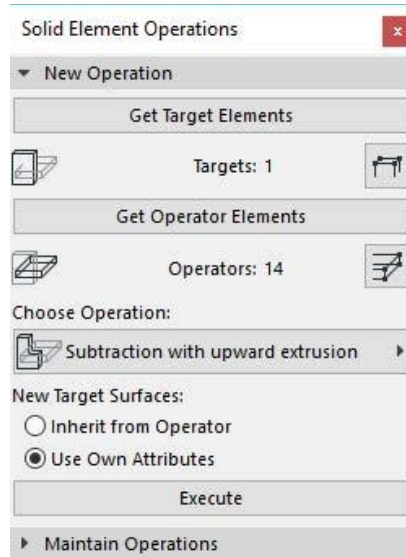 Solid Element Operations
x
New Operation
Get Target Elements
Targets: 1
Get Operator Elements
Operators: 14
Choose Operation:
Subtraction with upward extrusion
New Target Surfaces:
Inherit from Operator
Use Own Attributes
Execute
Maintain Operations